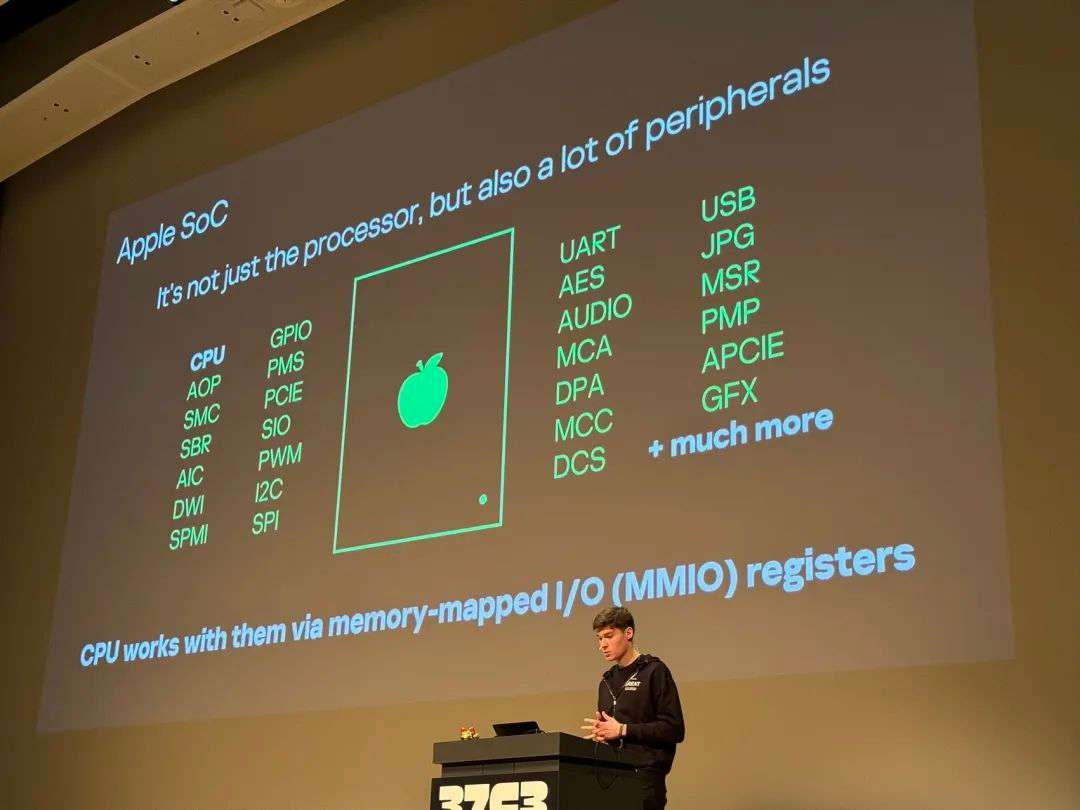 Apple SoC
It's not just the processor, but also a lot of peripherals
CPU
AOP
SMC
SBR
AIC
DWI
SPMI
GPIO
PMS
PCIE
SIO
PWM
I2C
SPI
UART
AES
AUDIO
MCA
DPA
MCC
DCS
USB
JPG
MSR
PMP
APCIE
GFX
+ much more
CPU works with them via memory-mapped I/O (MMIO) registers
37C3